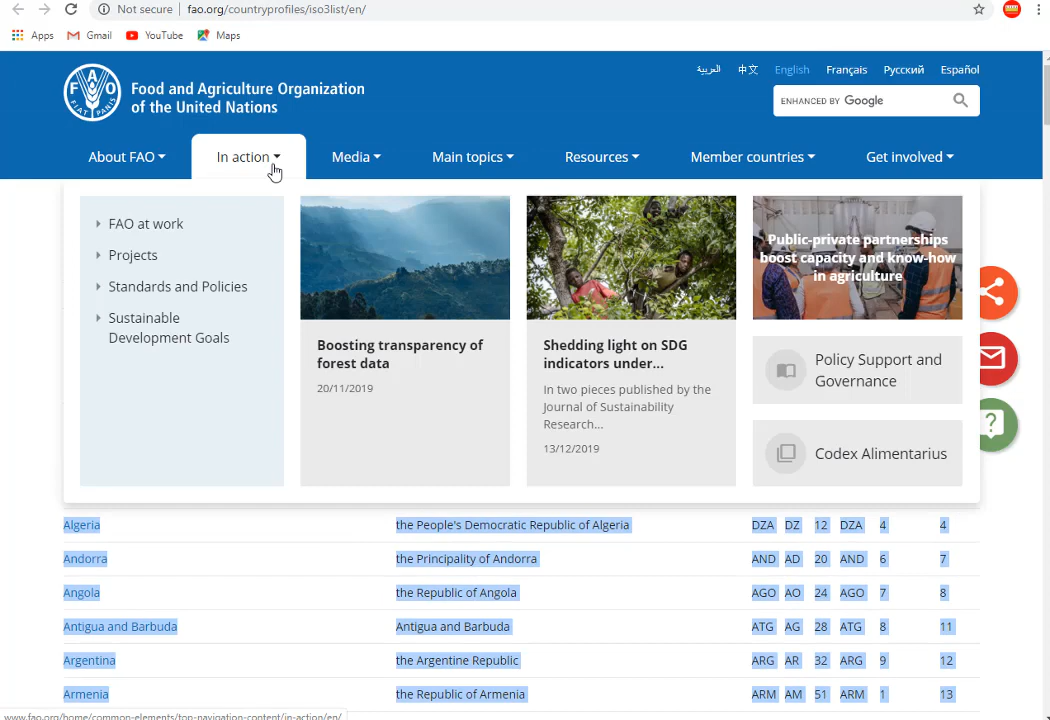 Not secure | fao.org/countryprofiles/iso3list/en/
Apps Gmail YouTube Maps
العربية 中文 English Français Русский Español
Food and Agriculture Organization
of the United Nations
ENHANCED BY Google
About FAO In action Media Main topics Resources Member countries Get involved
FAO at work
Projects
Standards and Policies
Sustainable
Development Goals
Boosting transparency of
forest data
20/11/2019
Shedding light on SDG
indicators under...
In two pieces published by the
Journal of Sustainability
Research...
13/12/2019
Public-private partnerships
boost capacity and know-how
in agriculture
Policy Support and
Governance
Codex Alimentarius
Algeria the People's Democratic Republic of Algeria DZA DZ 12 DZA 4 4
Andorra the Principality of Andorra AND AD 20 AND 6 7
Angola the Republic of Angola AGO AO 24 AGO 7 8
Antigua and Barbuda Antigua and Barbuda ATG AG 28 ATG 8 11
Argentina the Argentine Republic ARG AR 32 ARG 9 12
Armenia the Republic of Armenia ARM AM 51 ARM 1 13
www.fao.org/home/common-elements/top-navigation-content/in-action/en/